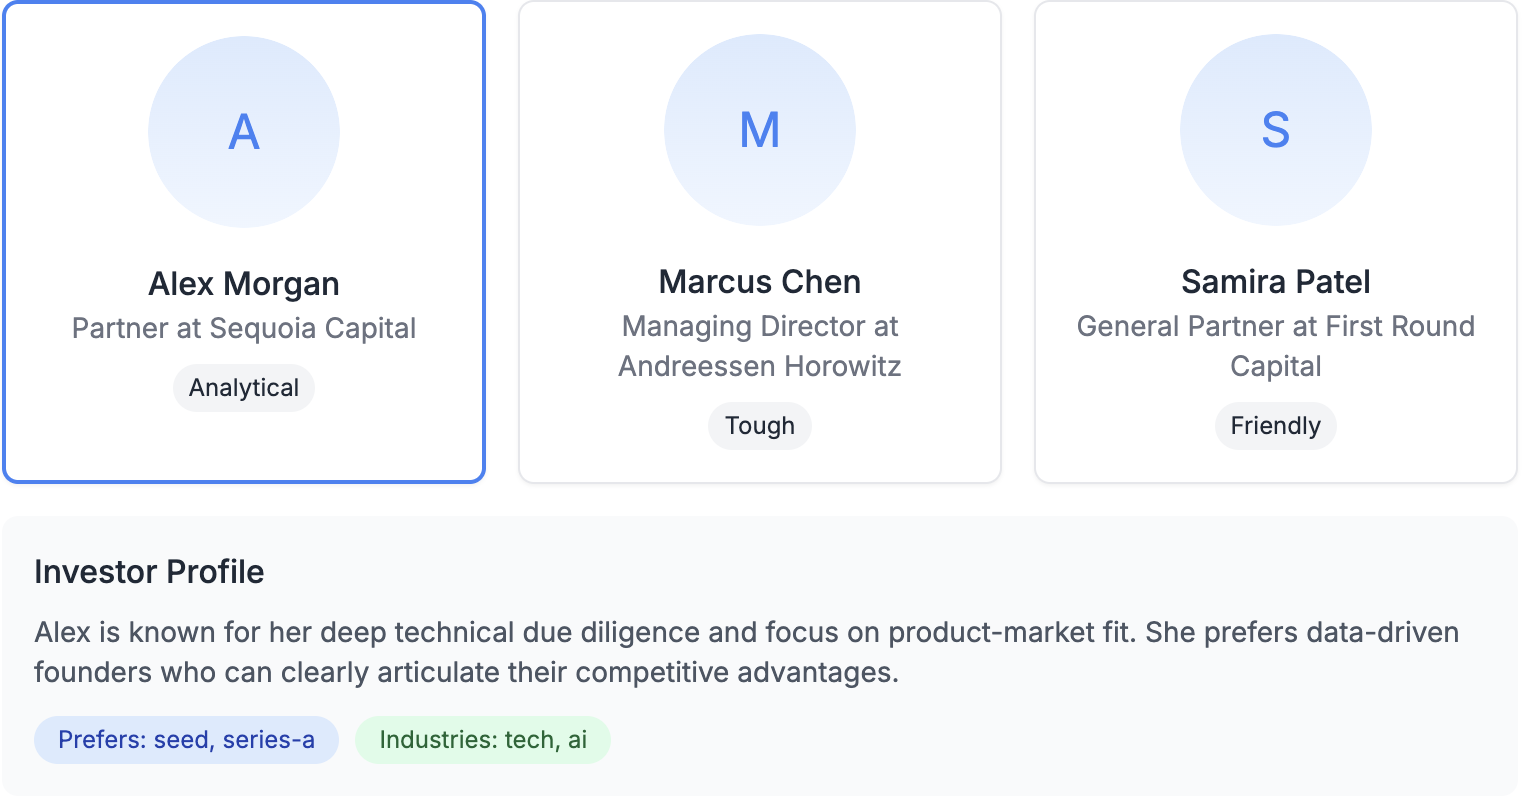 A
Alex Morgan
Partner at Sequoia Capital
Analytical
M
Marcus Chen
Managing Director at
Andreessen Horowitz
Tough
S
Samira Patel
General Partner at First Round
Capital
Friendly
Investor Profile
Alex is known for her deep technical due diligence and focus on product-market fit. She prefers data-driven
founders who can clearly articulate their competitive advantages.
Prefers: seed, series-a
Industries: tech, ai